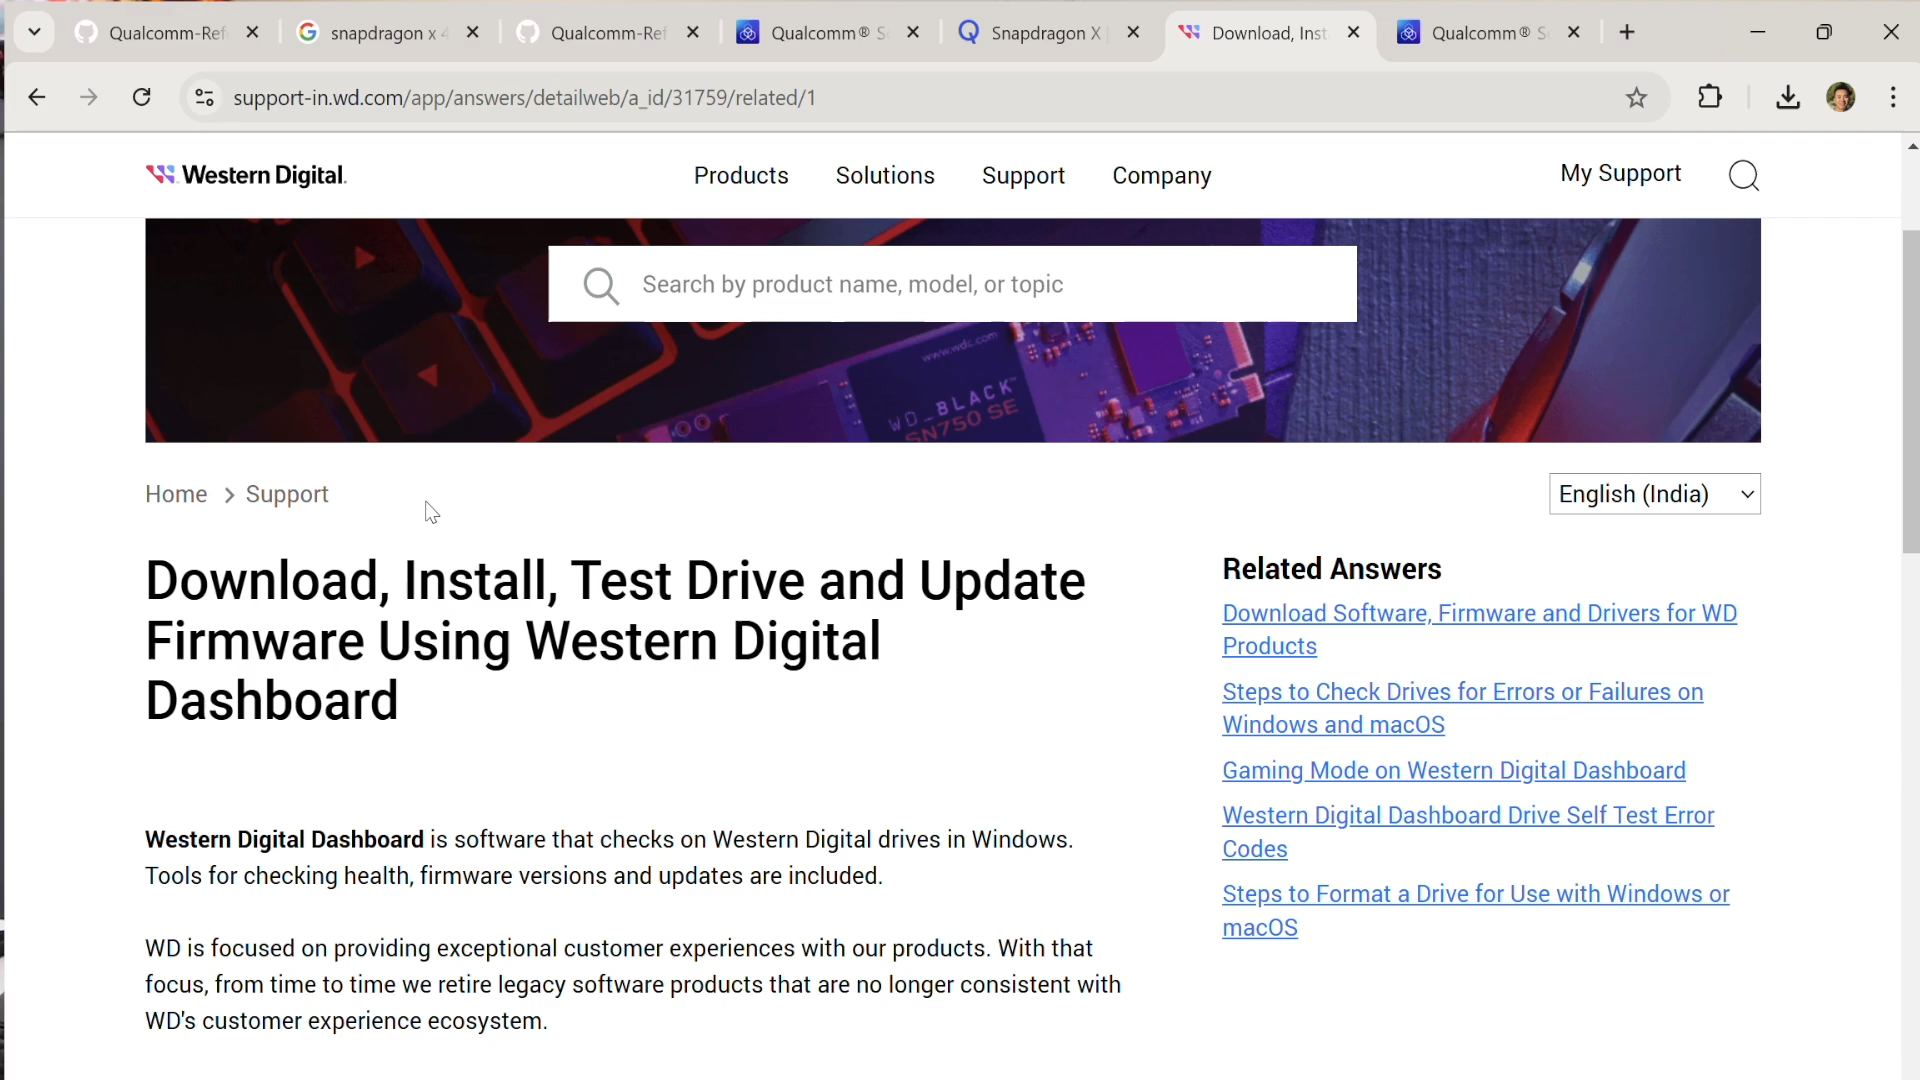 Qualcomm-Ref
snapdragon x 4
Qualcomm-Ref
Qualcomm® S
Snapdragon X |
Download, Inst
Qualcomm® S
support-in.wd.com/app/answers/detailweb/a_id/31759/related/1
Western Digital.
Products
Solutions
Support
Company
My Support
Search by product name, model, or topic
www.wdc.com
WD_BLACK™
SN750 SE
Home > Support
English (India)
Download, Install, Test Drive and Update
Firmware Using Western Digital
Dashboard
Western Digital Dashboard is software that checks on Western Digital drives in Windows.
Tools for checking health, firmware versions and updates are included.
WD is focused on providing exceptional customer experiences with our products. With that
focus, from time to time we retire legacy software products that are no longer consistent with
WD's customer experience ecosystem.
Related Answers
Download Software, Firmware and Drivers for WD
Products
Steps to Check Drives for Errors or Failures on
Windows and macOS
Gaming Mode on Western Digital Dashboard
Western Digital Dashboard Drive Self Test Error
Codes
Steps to Format a Drive for Use with Windows or
macOS